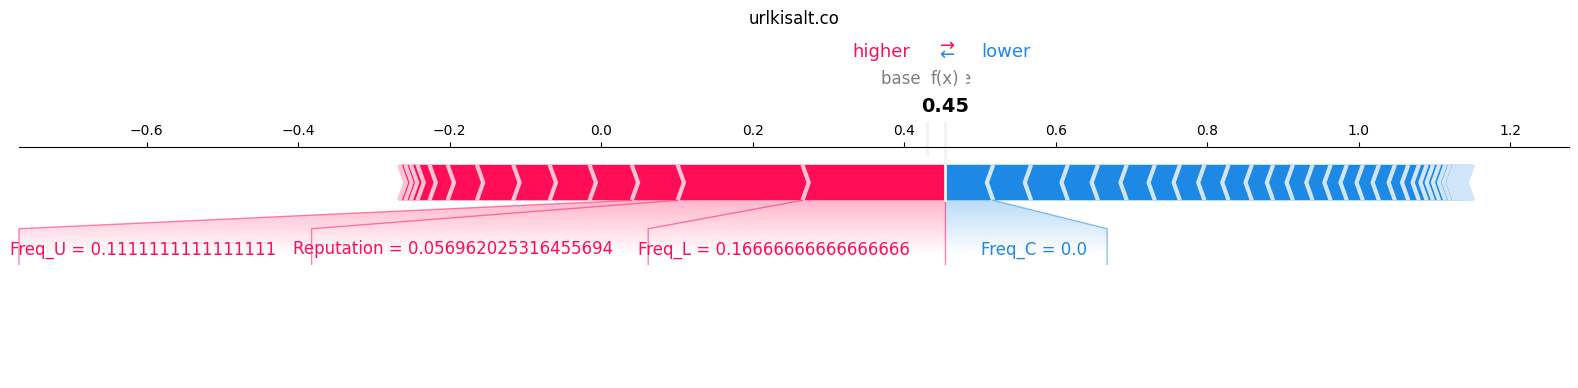 urlkisalt.co
higher ⇄ lower
base f(x) e
0.45
−0.6 −0.4 −0.2 0.0 0.2 0.4 0.6 0.8 1.0 1.2
Freq_U = 0.1111111111111111 Reputation = 0.056962025316455694 Freq_L = 0.16666666666666666 Freq_C = 0.0